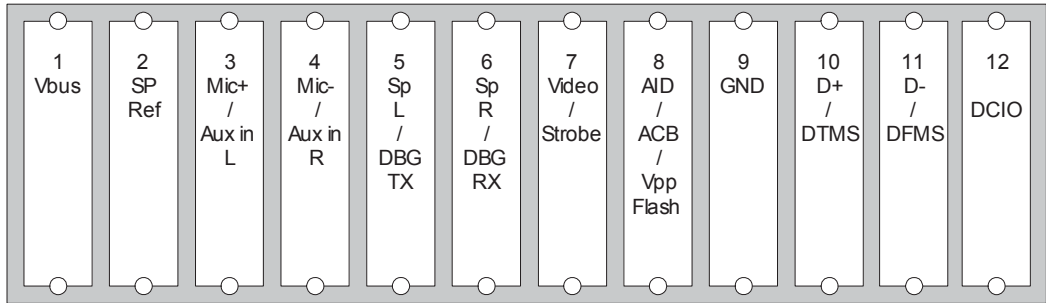 1
Vbus
2
SP
Ref
3
Mic+
/
Aux in
L
4
Mic-
/
Aux in
R
5
Sp
L
/
DBG
TX
6
Sp
R
/
DBG
RX
7
Video
/
Strobe
8
AID
/
ACB
/
Vpp
Flash
9
GND
10
D+
/
DTMS
11
D-
/
DFMS
12
DCIO